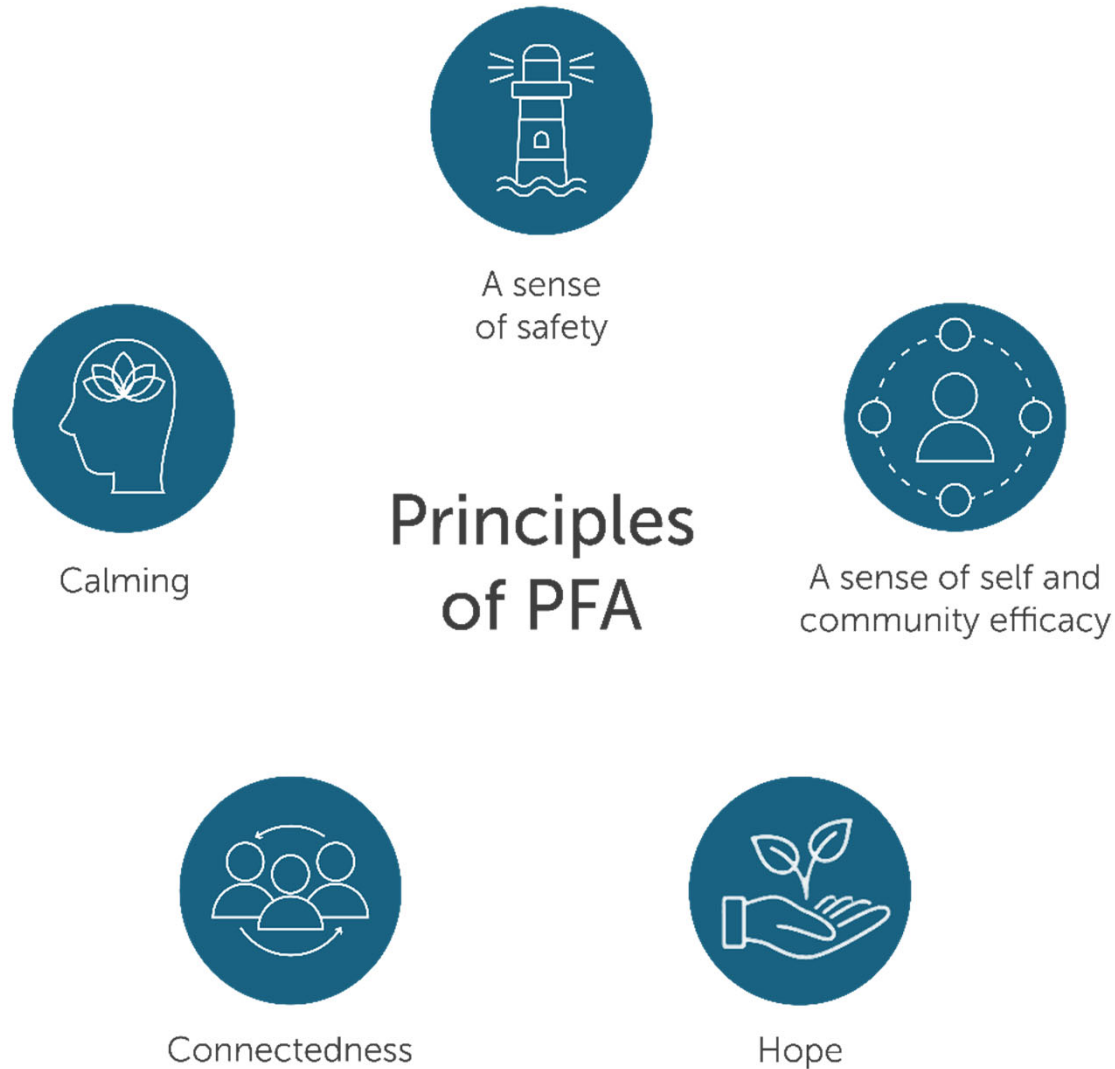 A sense
of safety
Calming
Principles
of PFA
A sense of self and
community efficacy
Connectedness
Hope